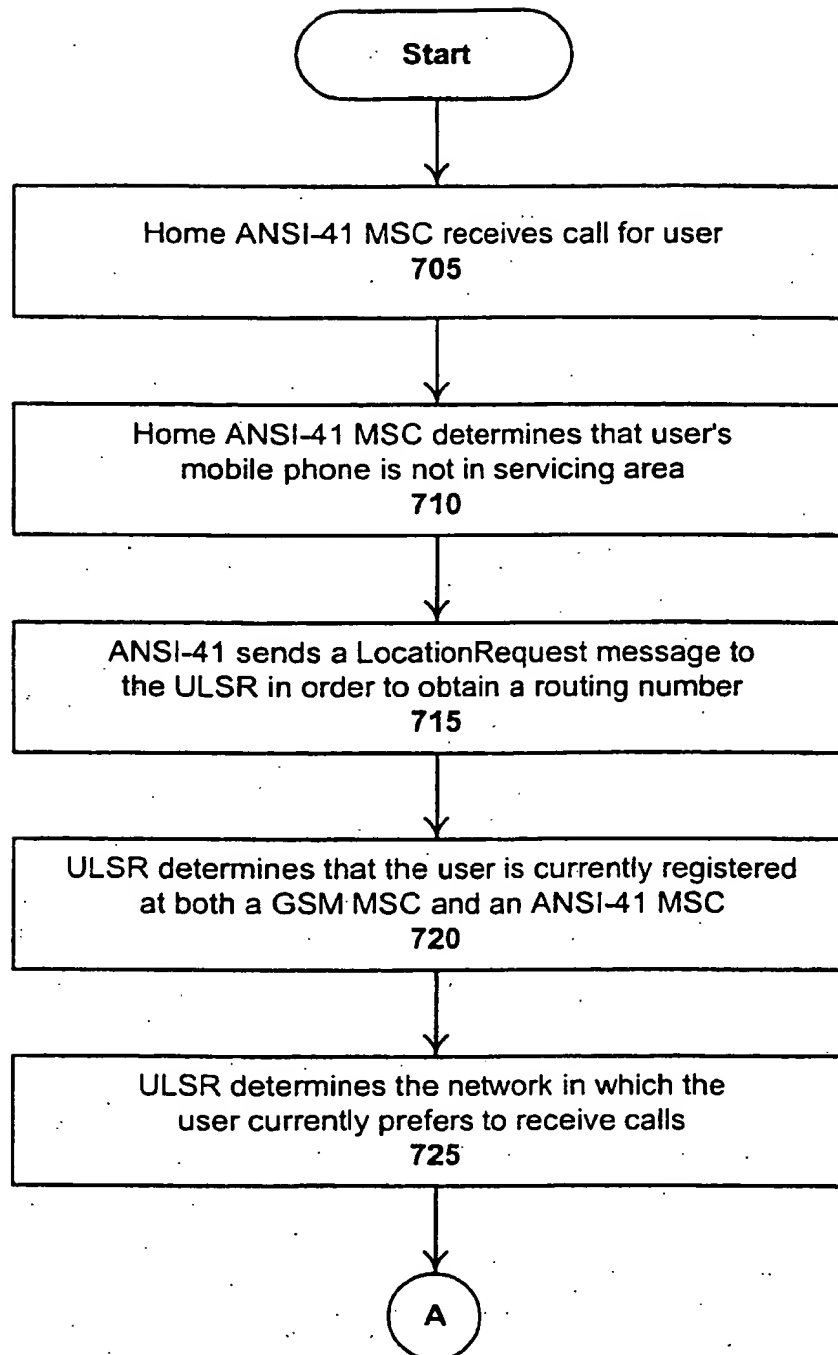 Start
Home ANSI-41 MSC receives call for user
705
Home ANSI-41 MSC determines that user's
mobile phone is not in servicing area
710
ANSI-41 sends a LocationRequest message to
the ULSR in order to obtain a routing number
715
ULSR determines that the user is currently registered
at both a GSM MSC and an ANSI-41 MSC
720
ULSR determines the network in which the
user currently prefers to receive calls
725
A